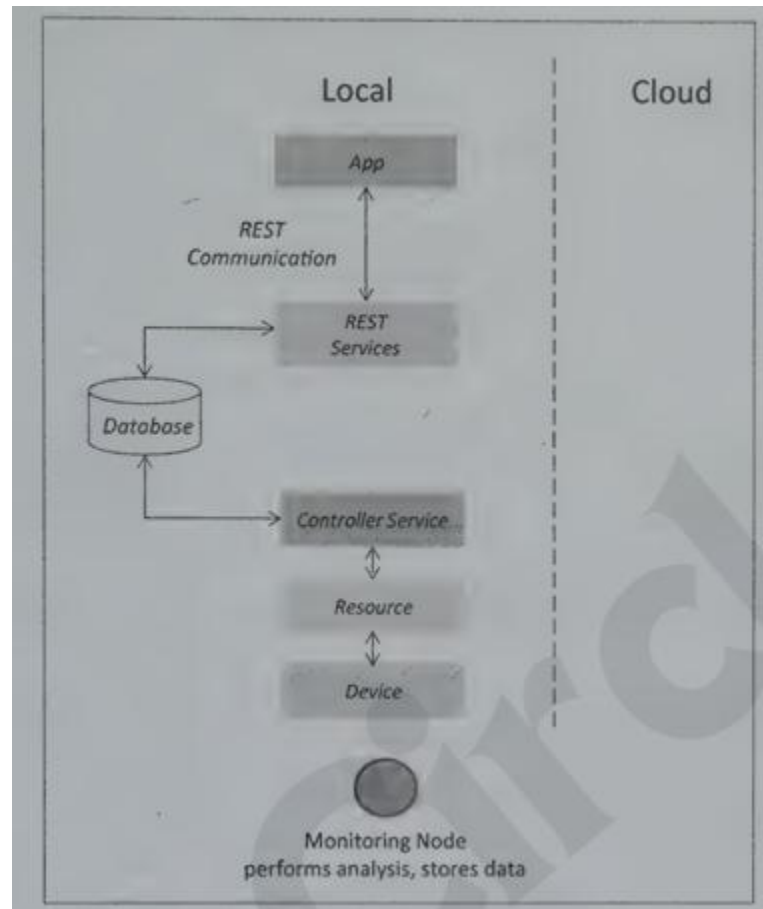 Local
Cloud
App
REST
Communication
REST
Services
Database
Controller Service...
Resource
Device
Monitoring Node
performs analysis, stores data